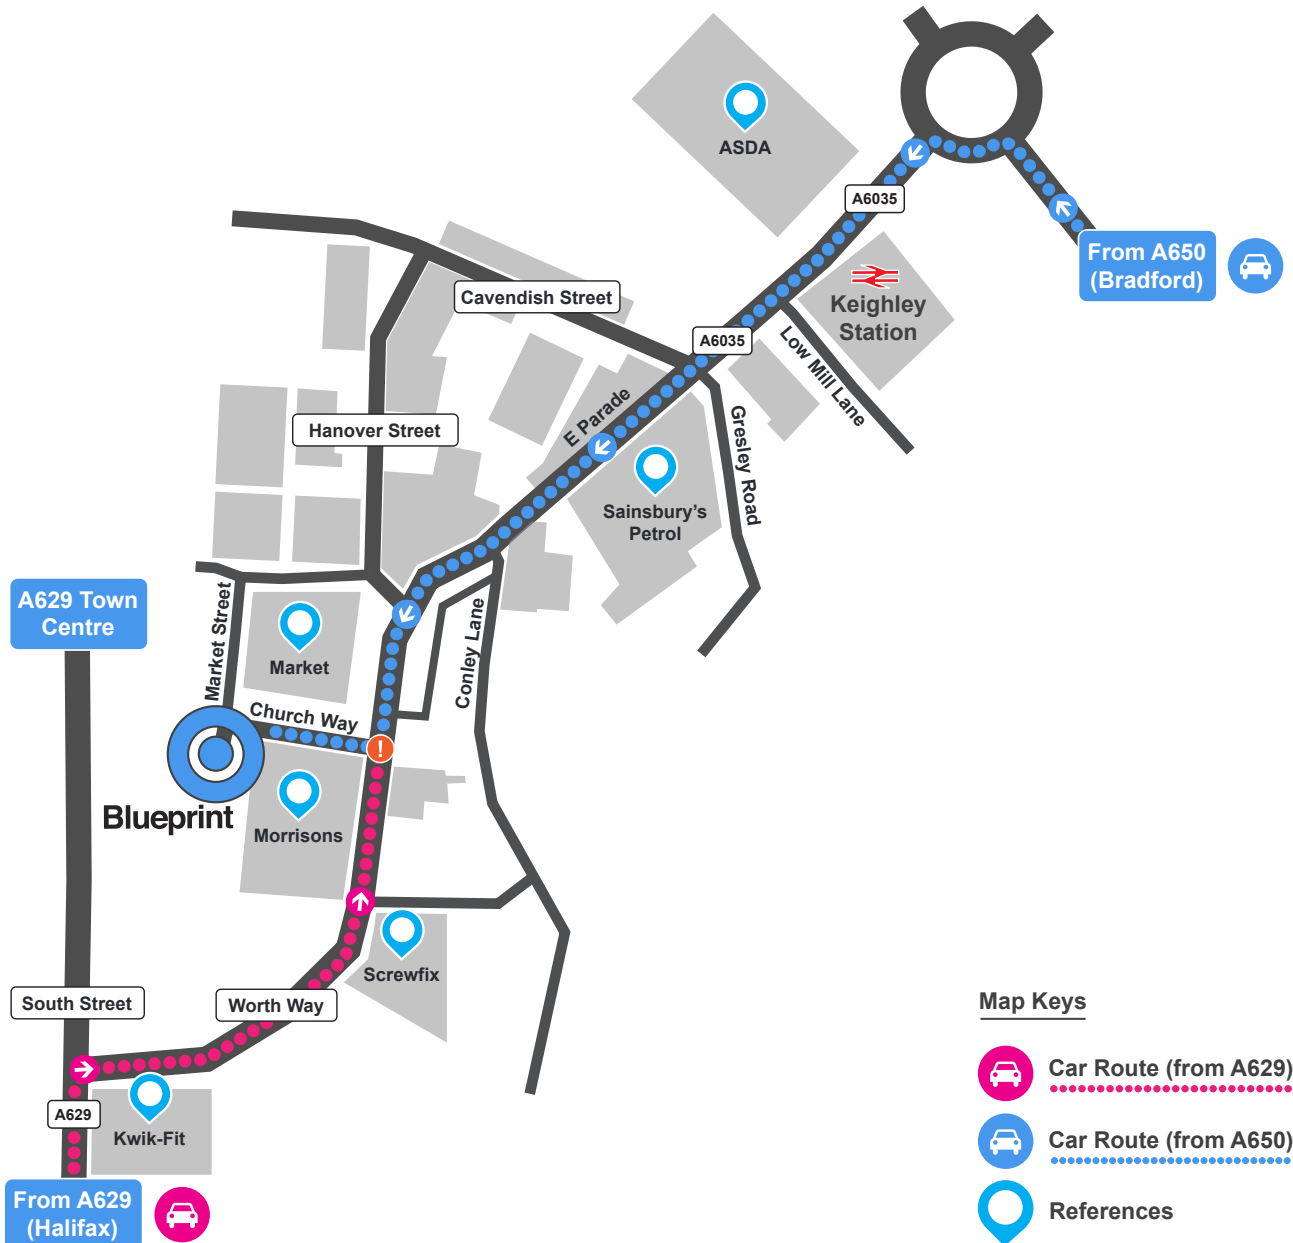 ASDA
A6035
From A650
(Bradford)
Keighley
Station
Cavendish Street
A6035
Low Mill Lane
E Parade
Hanover Street
Gresley Road
Sainsbury's
Petrol
A629 Town
Centre
Market Street
Market
Conley Lane
Church Way
!
Blueprint
Morrisons
Screwfix
South Street
Worth Way
A629
Kwik-Fit
From A629
(Halifax)
Map Keys
Car Route (from A629)
Car Route (from A650)
References